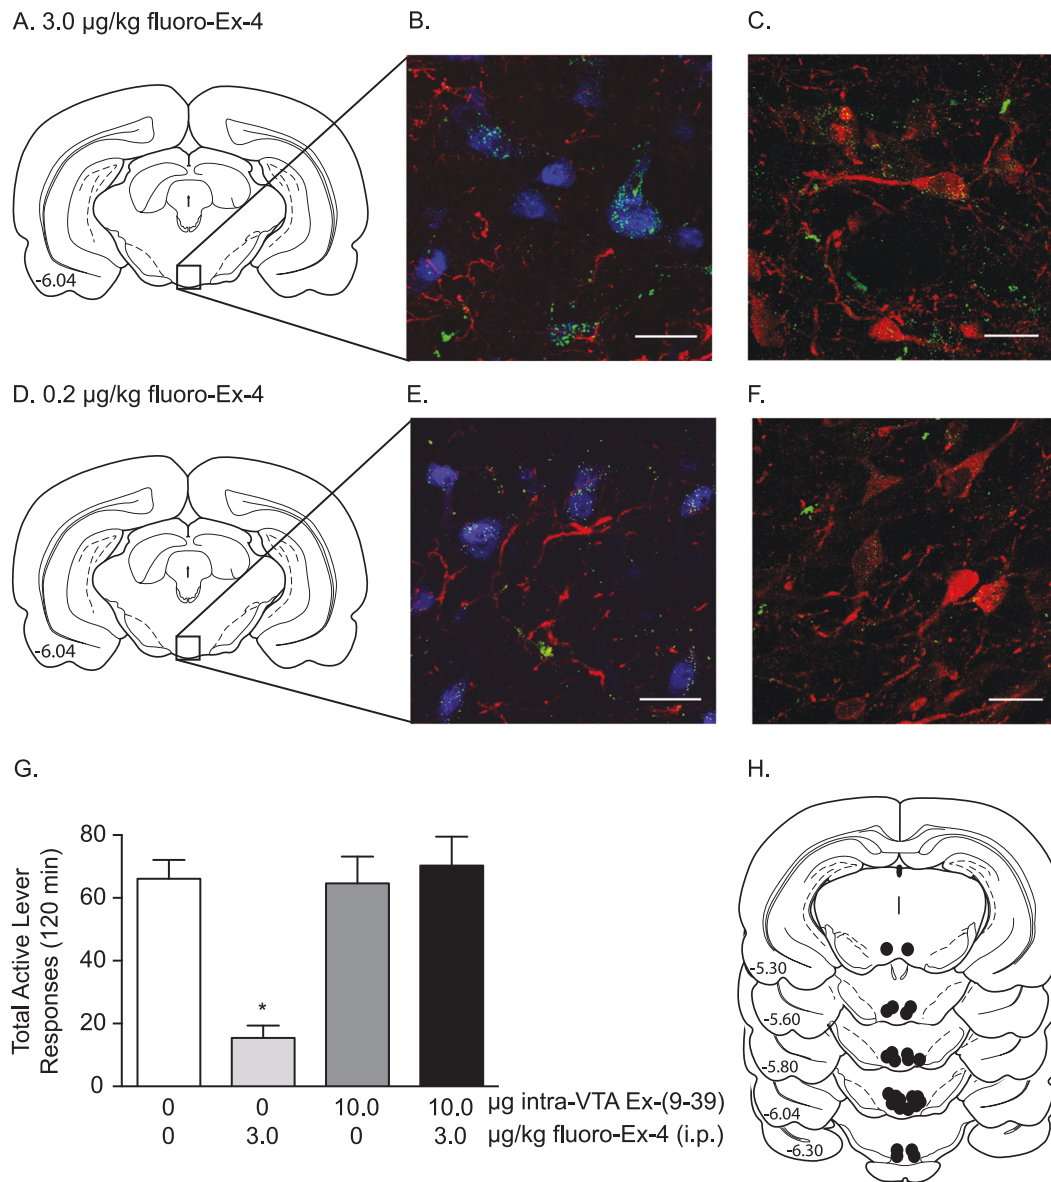 A. 3.0 µg/kg fluoro-Ex-4
B.
C.
-6.04
D. 0.2 µg/kg fluoro-Ex-4
E.
F.
-6.04
G.
Total Active Lever
Responses (120 min)
80
60
40
20
0
*
0 0 10.0 10.0 µg intra-VTA Ex-(9-39)
0 3.0 0 3.0 µg/kg fluoro-Ex-4 (i.p.)
H.
-5.30
-5.60
-5.80
-6.04
-6.30